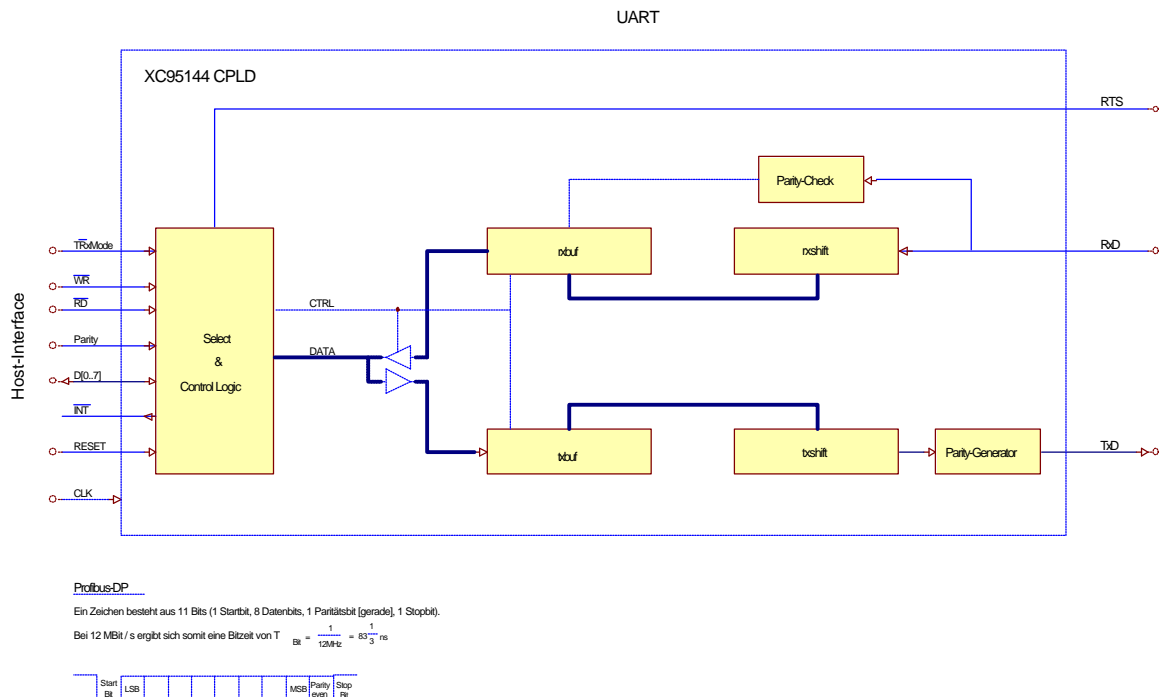 UART
XC95144 CPLD
RTS
Parity-Check
TRxMode
rxbuf
rxshift
RxD
WR
RD
CTRL
Host-Interface
Parity
Select
&
Control Logic
DATA
D[0..7]
INT
RESET
txbuf
txshift
Parity-Generator
TxD
CLK
Profibus-DP
Ein Zeichen besteht aus 11 Bits (1 Startbit, 8 Datenbits, 1 Paritätsbit [gerade], 1 Stopbit).
Bei 12 MBit / s ergibt sich somit eine Bitzeit von T Bit = 1/12MHz = 83 1/3 ns
Start Bit LSB MSB Parity even Stop Bit